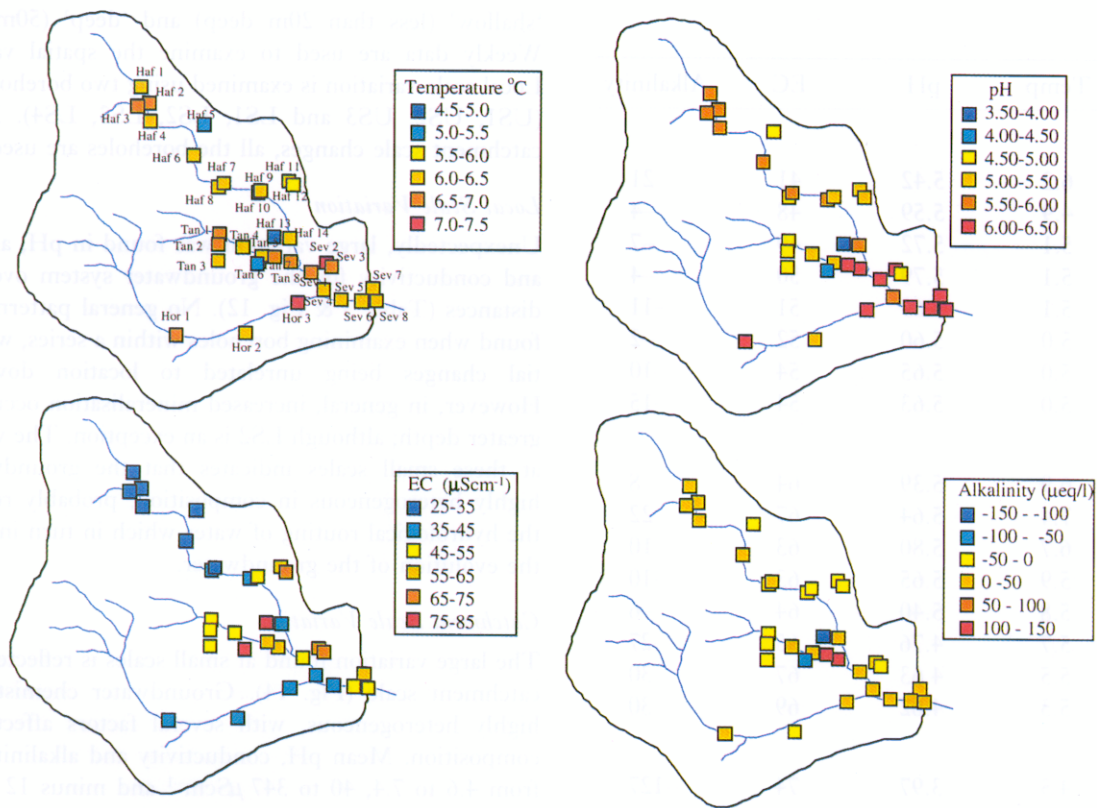 Haf 1
Haf 2
Haf 3
Haf 4
Haf 5
Haf 6
Haf 7
Haf 8
Haf 9
Haf 10
Haf 11
Haf 12
Haf 13
Haf 14
Tan 1
Tan 2
Tan 3
Tan 6
Tan 8
Sev 3
Sev 4
Sev 5
Sev 6
Sev 7
Sev 8
Hor 1
Hor 2
Hor 3
Temperature °C
4.5-5.0
5.0-5.5
5.5-6.0
6.0-6.5
6.5-7.0
7.0-7.5
pH
3.50-4.00
4.00-4.50
4.50-5.00
5.00-5.50
5.50-6.00
6.00-6.50
EC (µScm⁻¹)
25-35
35-45
45-55
55-65
65-75
75-85
Alkalinity (µeq/l)
-150 - -100
-100 - -50
-50 - 0
0 -50
50 - 100
100 - 150